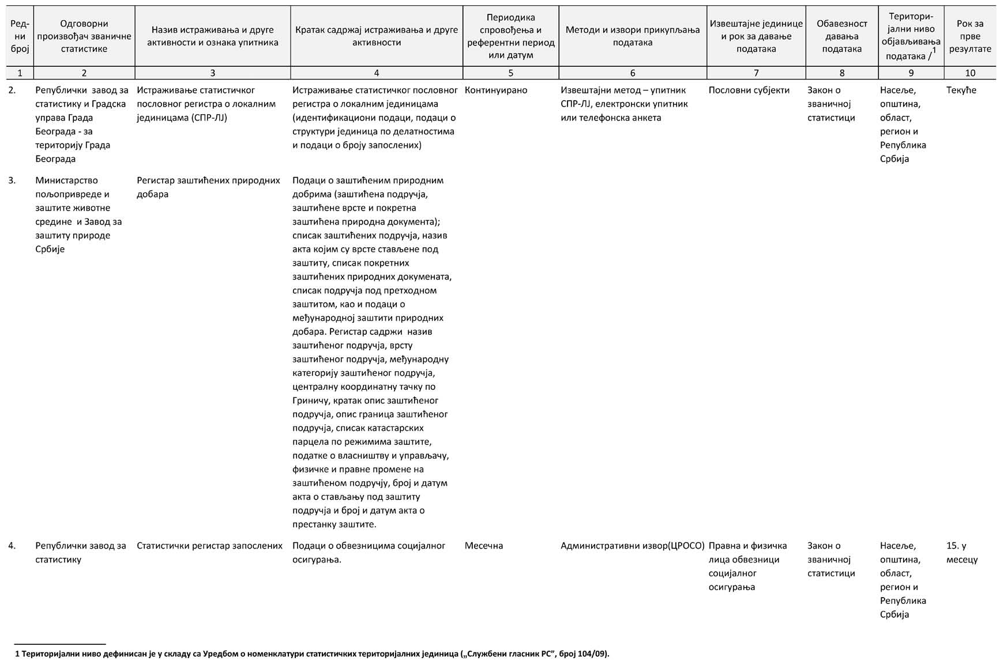 Ред-
ни
број
Одговорни
произвођач званичне
статистике
Назив истраживања и друге
активности и ознака упитника
Кратак садржај истраживања и друге
активности
Периодика
спровођења и
референтни период
или датум
Методи и извори прикупљања
података
Извештајне јединице
и рок за давање
података
Обавезност
давања
података
Територи-
јални ниво
објављивања
података /1
Рок за
прве
резултате
1 2 3 4 5 6 7 8 9 10
2.
Републички  завод за
статистику и Градска
управа Града
Београда - за
територију Града
Београда
Истраживање статистичког
пословног регистра о локалним
јединицама (СПР-ЛЈ)
Истраживање статистичког пословног
регистра о локалним јединицама
(идентификациони подаци, подаци о
структури јединица по делатностима
и подаци о броју запослених)
Континуирано
Извештајни метод – упитник
СПР-ЛЈ, електронски упитник
или телефонска анкета
Пословни субјекти
Закон о
званичној
статистици
Насеље,
општина,
област,
регион и
Република
Србија
Текуће
3.
Министарство
пољопривреде и
заштите животне
средине  и Завод за
заштиту природе
Србије
Регистар заштићених природних
добара
Подаци о заштићеним природним
добрима (заштићена подручја,
заштићене врсте и покретна
заштићена природна документа);
списак заштићених подручја, назив
акта којим су врсте стављене под
заштиту, списак покретних
заштићених природних докумената,
списак подручја под претходном
заштитом, као и подаци о
међународној заштити природних
добара. Регистар садржи  назив
заштићеног подручја, врсту
заштићеног подручја, међународну
категорију заштићеног подручја,
централну координатну тачку по
Гриничу, кратак опис заштићеног
подручја, опис граница заштићеног
подручја, списак катастарских
парцела по режимима заштите,
податке о власништву и управљачу,
физичке и правне промене на
заштићеном подручју, број и датум
акта о стављању под заштиту
подручја и број и датум акта о
престанку заштите.
4.
Републички завод за
статистику
Статистички регистар запослених
Подаци о обвезницима социјалног
осигурања.
Месечна
Административни извор(ЦРОСО)
Правна и физичка
лица обвезници
социјалног
осигурања
Закон о
званичној
статистици
Насеље,
општина,
област,
регион и
Република
Србија
15. у
месецу
1 Територијални ниво дефинисан је у складу са Уредбом о номенклатури статистичких територијалних јединица („Службени гласник РС”, број 104/09).